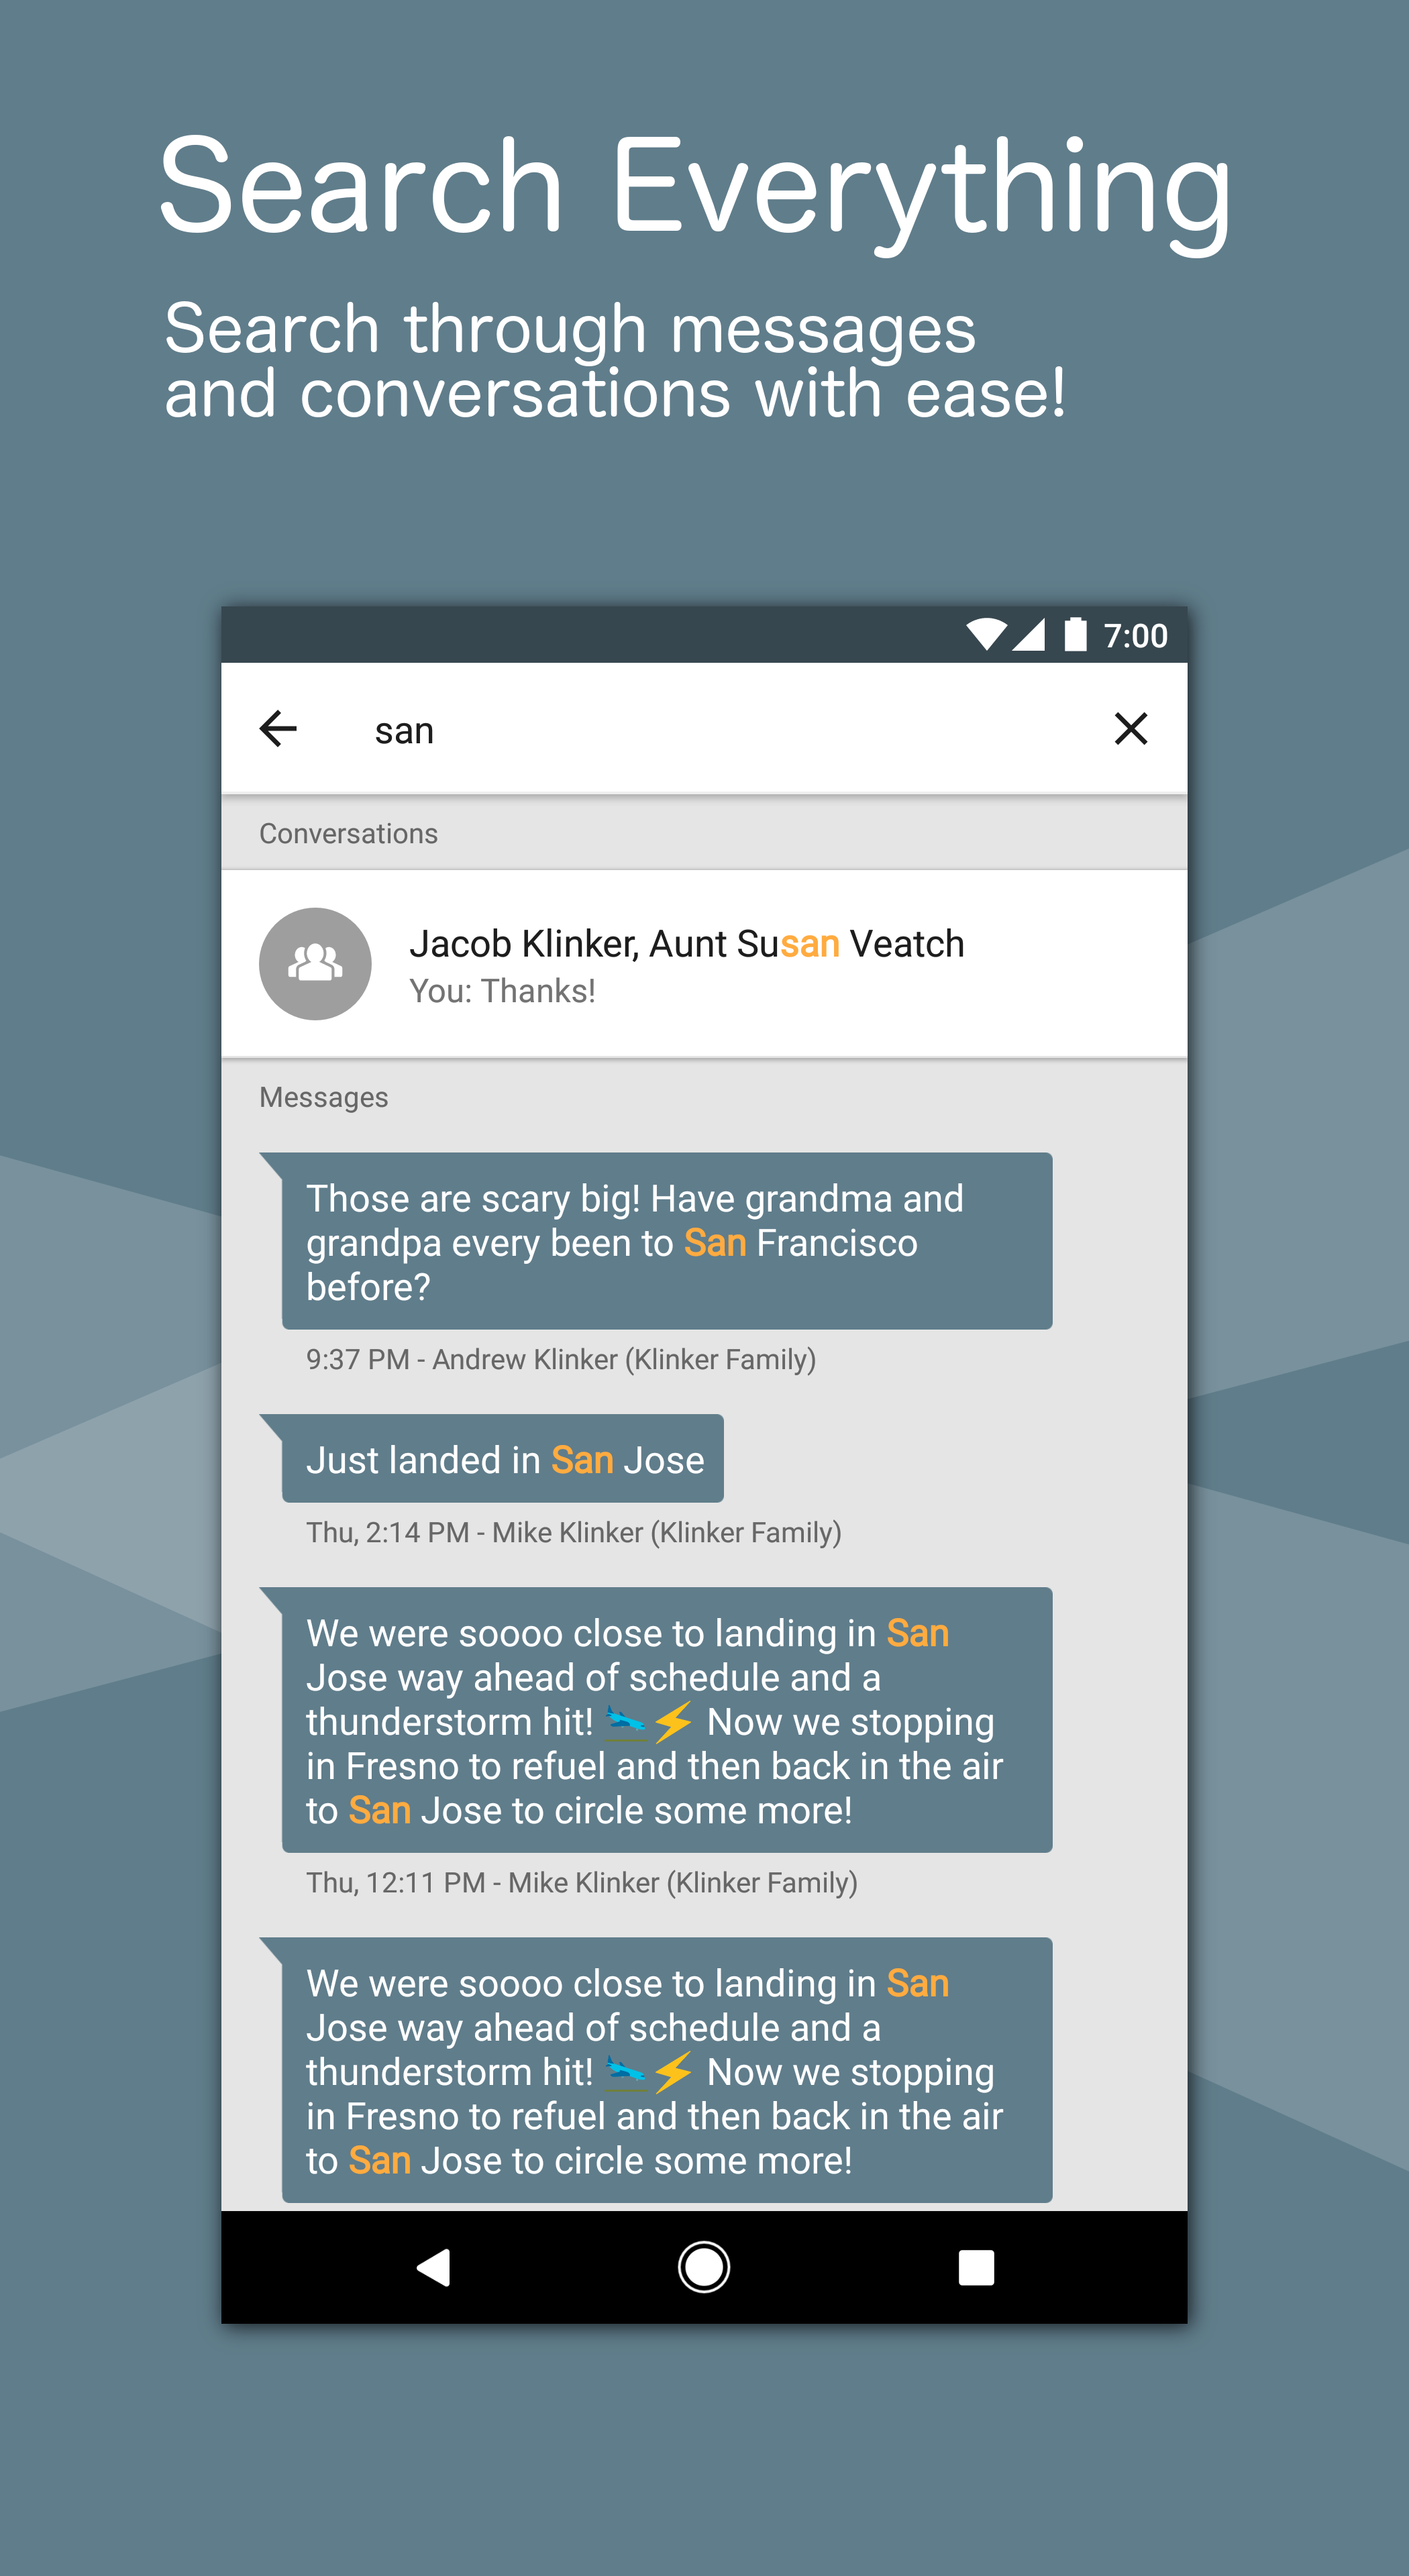 Search Everything
Search through messages
and conversations with ease!
7:00
san
Conversations
Jacob Klinker, Aunt Susan Veatch
You: Thanks!
Messages
Those are scary big! Have grandma and
grandpa every been to San Francisco
before?
9:37 PM - Andrew Klinker (Klinker Family)
Just landed in San Jose
Thu, 2:14 PM - Mike Klinker (Klinker Family)
We were soooo close to landing in San
Jose way ahead of schedule and a
thunderstorm hit! 🛬⚡ Now we stopping
in Fresno to refuel and then back in the air
to San Jose to circle some more!
Thu, 12:11 PM - Mike Klinker (Klinker Family)
We were soooo close to landing in San
Jose way ahead of schedule and a
thunderstorm hit! 🛬⚡ Now we stopping
in Fresno to refuel and then back in the air
to San Jose to circle some more!